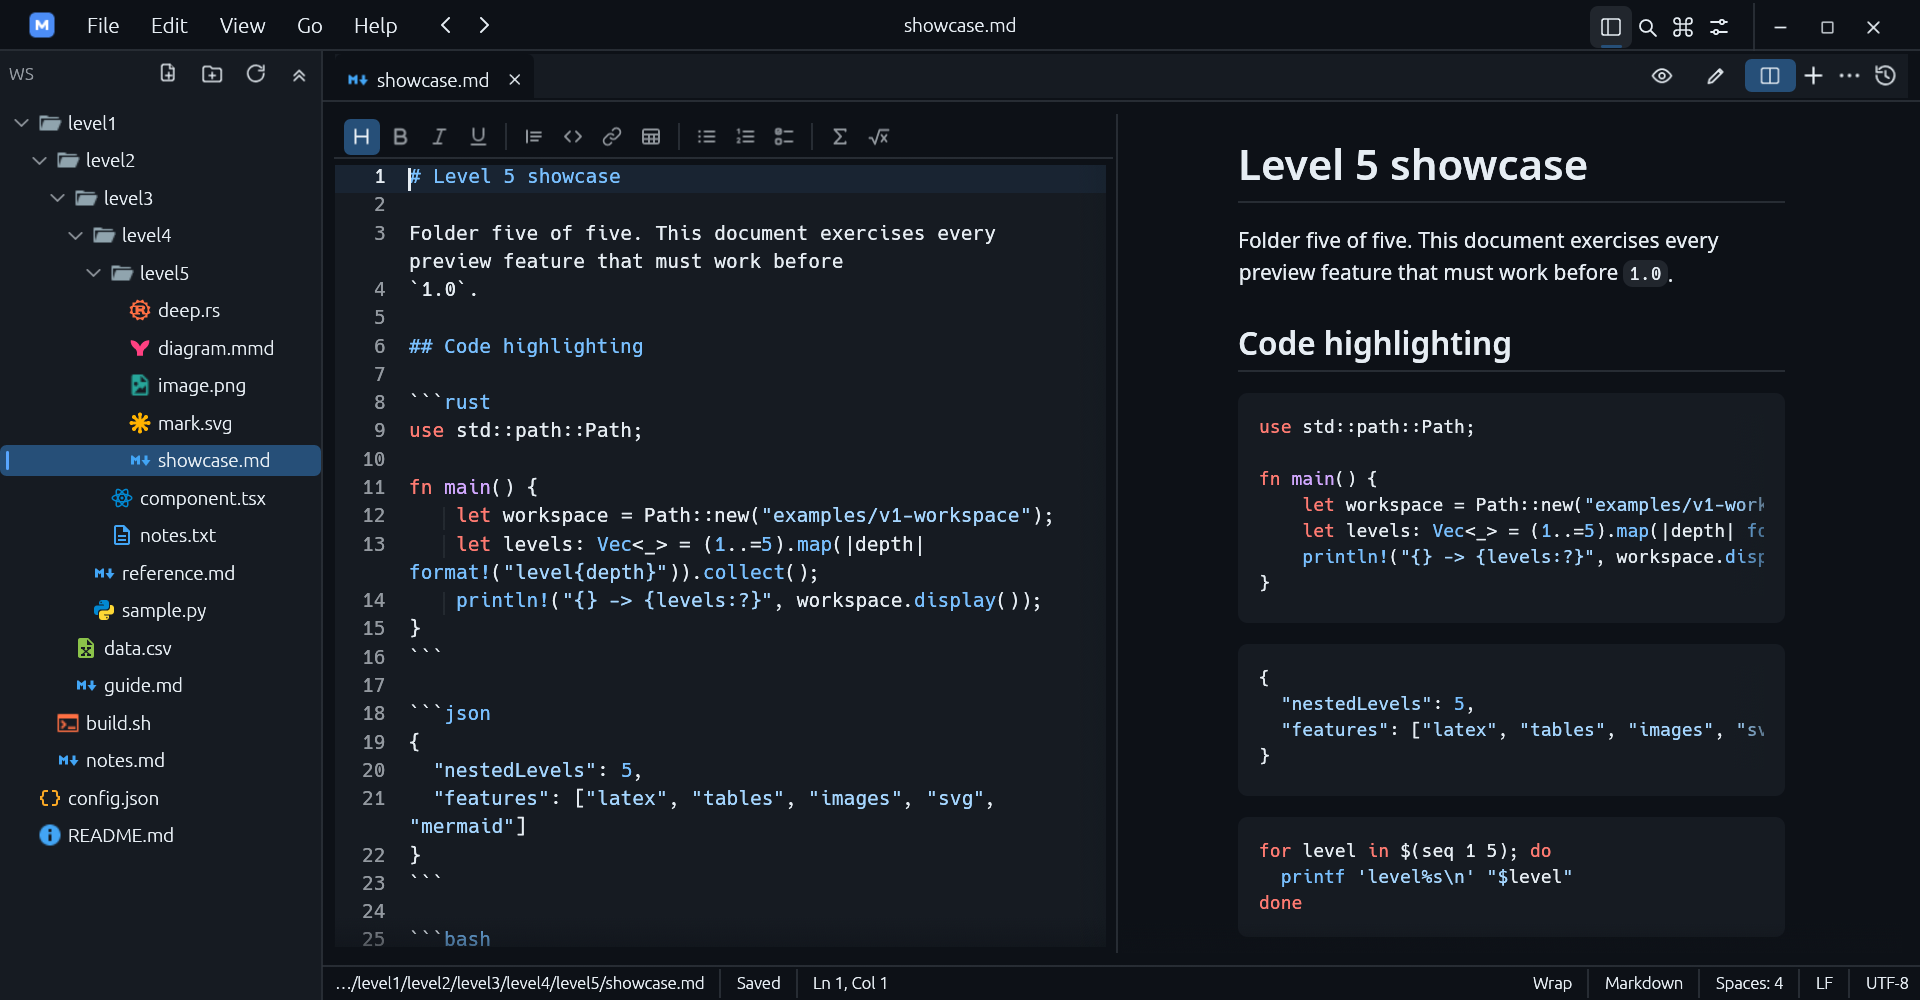 M File Edit View Go Help showcase.md
WS
level1
level2
level3
level4
level5
deep.rs
diagram.mmd
image.png
mark.svg
showcase.md
component.tsx
notes.txt
reference.md
sample.py
data.csv
guide.md
build.sh
notes.md
config.json
README.md
showcase.md
H B I U
1 # Level 5 showcase
2
3 Folder five of five. This document exercises every
preview feature that must work before
4 `1.0`.
5
6 ## Code highlighting
7
8 ```rust
9 use std::path::Path;
10
11 fn main() {
12     let workspace = Path::new("examples/v1-workspace");
13     let levels: Vec<_> = (1..=5).map(|depth|
format!("level{depth}")).collect();
14     println!("{} -> {levels:?}", workspace.display());
15 }
16 ```
17
18 ```json
19 {
20   "nestedLevels": 5,
21   "features": ["latex", "tables", "images", "svg",
"mermaid"]
22 }
23 ```
24
25 ```bash
Level 5 showcase
Folder five of five. This document exercises every
preview feature that must work before 1.0.
Code highlighting
use std::path::Path;
fn main() {
    let workspace = Path::new("examples/v1-work
    let levels: Vec<_> = (1..=5).map(|depth| fo
    println!("{} -> {levels:?}", workspace.disp
}
{
  "nestedLevels": 5,
  "features": ["latex", "tables", "images", "sv
}
for level in $(seq 1 5); do
  printf 'level%s\n' "$level"
done
…/level1/level2/level3/level4/level5/showcase.md Saved Ln 1, Col 1 Wrap Markdown Spaces: 4 LF UTF-8